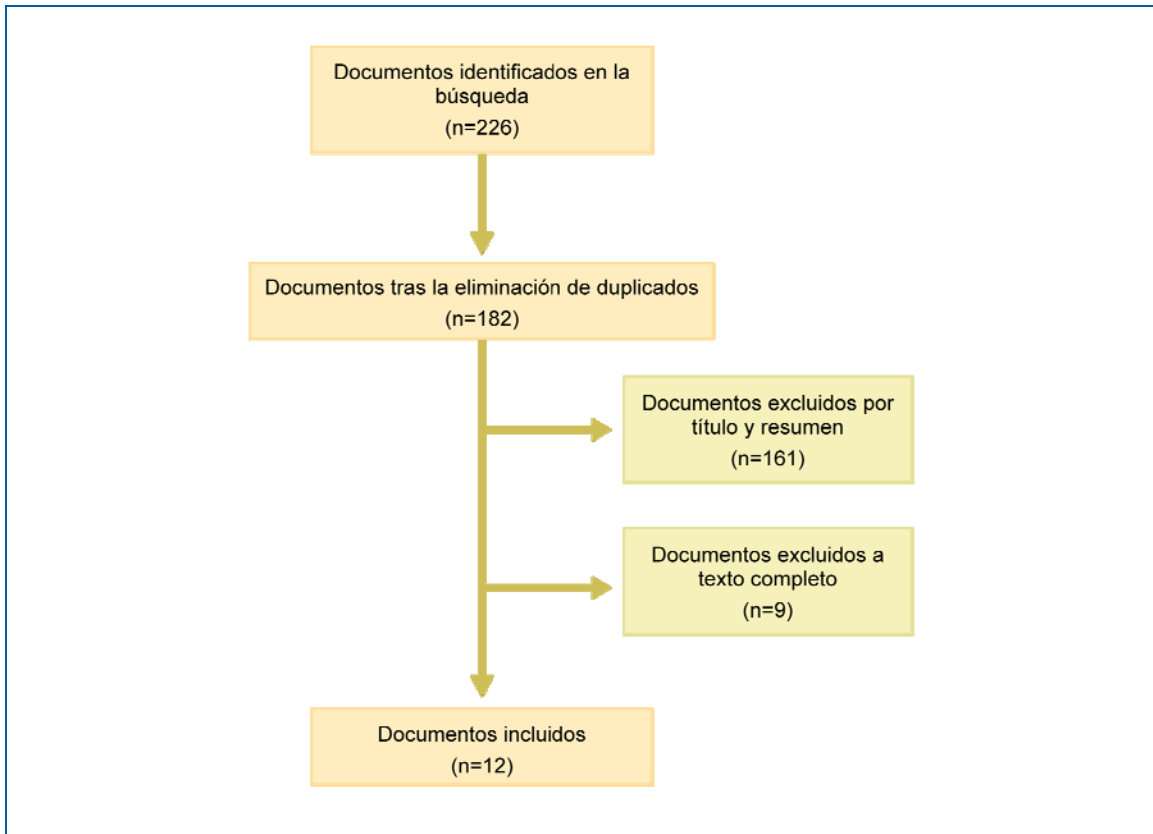 Documentos identificados en la
búsqueda
(n=226)
Documentos tras la eliminación de duplicados
(n=182)
Documentos excluidos por
título y resumen
(n=161)
Documentos excluidos a
texto completo
(n=9)
Documentos incluidos
(n=12)